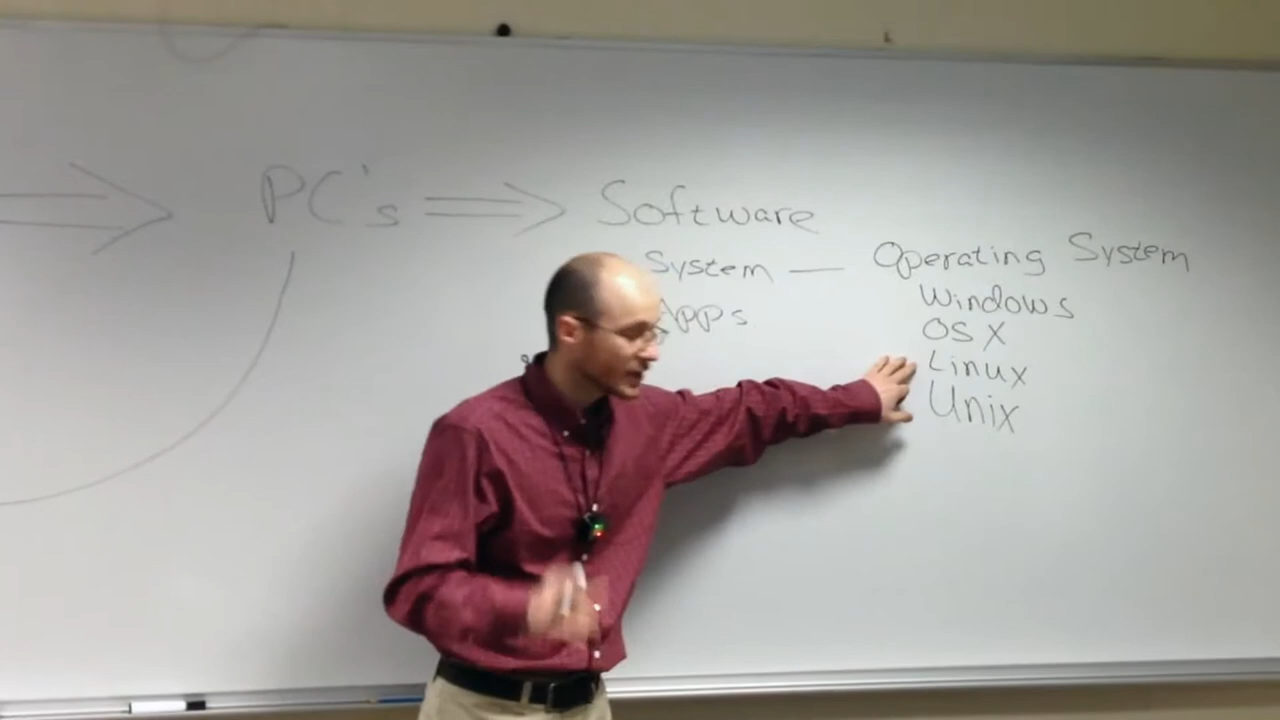 PC's ⇒ Software
System — Operating System
Apps
Windows
OS X
Linux
Unix